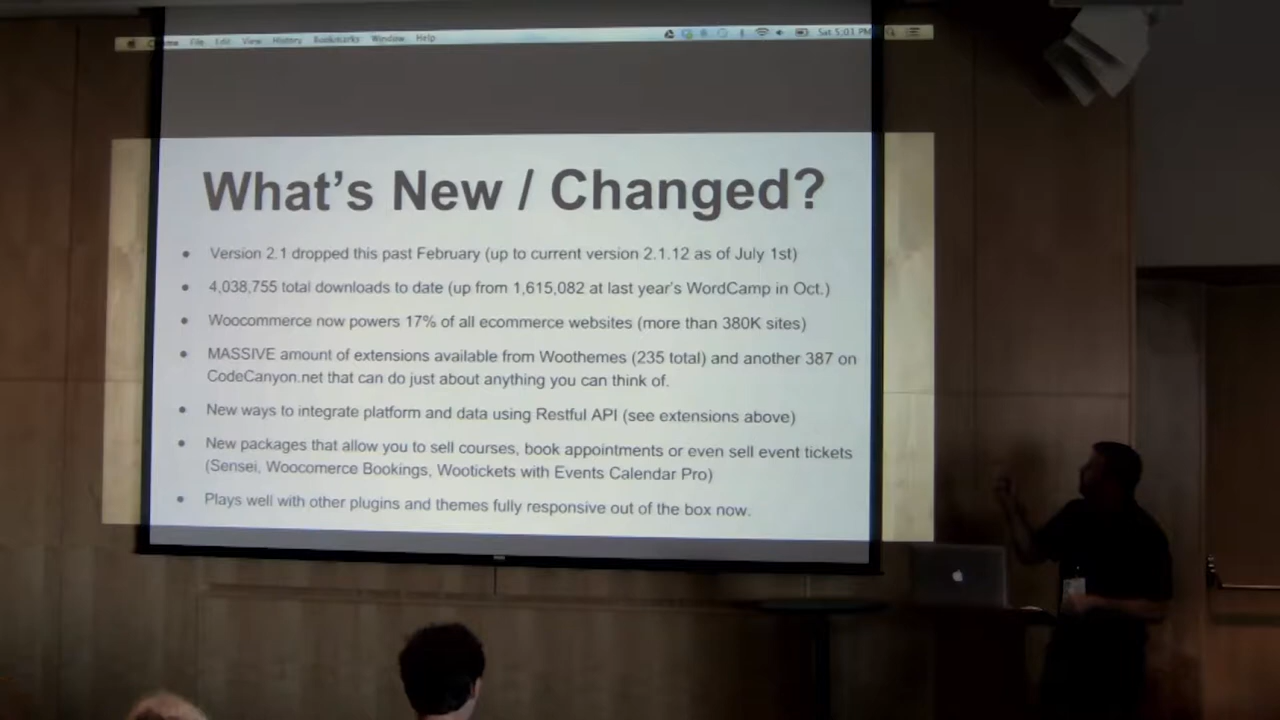 File Edit View History Bookmarks Window Help Sat 5:03 PM
What's New / Changed?
Version 2.1 dropped this past February (up to current version 2.1.12 as of July 1st)
4,038,755 total downloads to date (up from 1,615,082 at last year's WordCamp in Oct.)
Woocommerce now powers 17% of all ecommerce websites (more than 380K sites)
MASSIVE amount of extensions available from Woothemes (235 total) and another 387 on
CodeCanyon.net that can do just about anything you can think of.
New ways to integrate platform and data using Restful API (see extensions above)
New packages that allow you to sell courses, book appointments or even sell event tickets
(Sensei, Woocomerce Bookings, Wootickets with Events Calendar Pro)
Plays well with other plugins and themes fully responsive out of the box now.